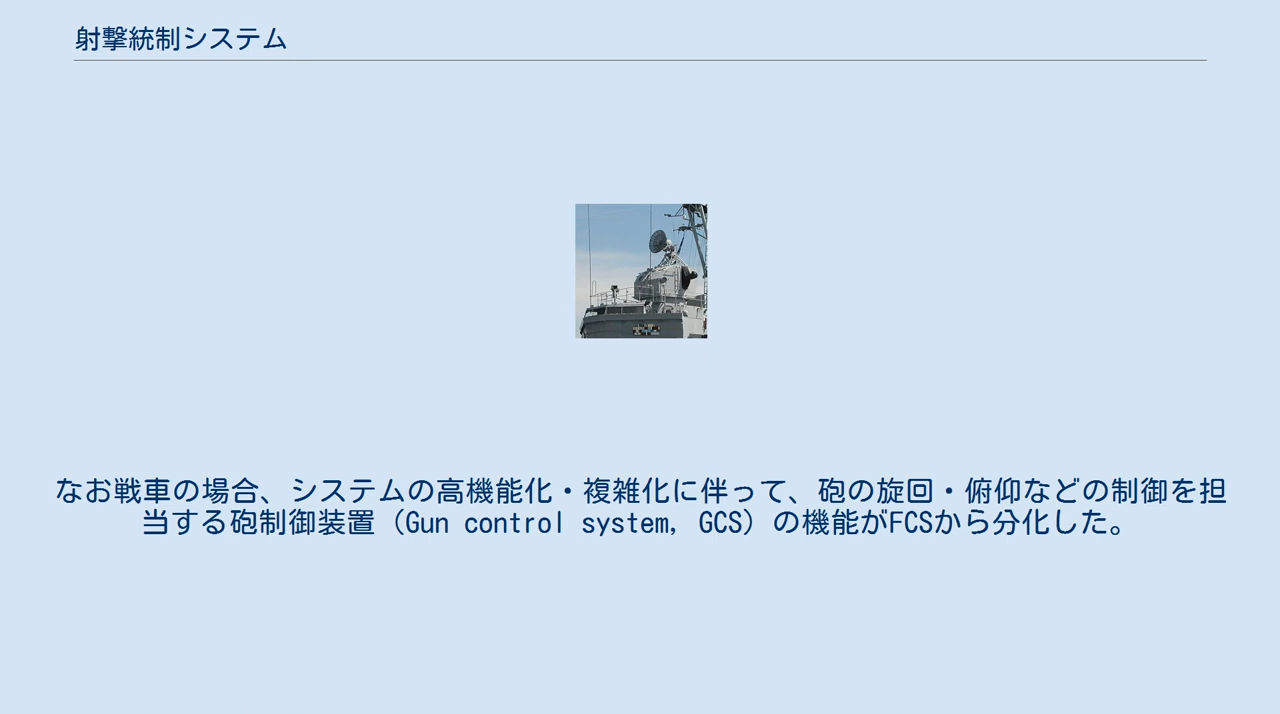 射撃統制システム
なお戦車の場合、システムの高機能化・複雑化に伴って、砲の旋回・俯仰などの制御を担
当する砲制御装置（Gun control system, GCS）の機能がFCSから分化した。